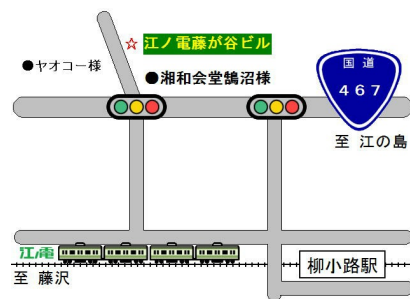 ☆ 江ノ電藤が谷ビル
●ヤオコー様
●湘和会堂鵠沼様
国道
467
至 江の島
江電
至 藤沢
柳小路駅